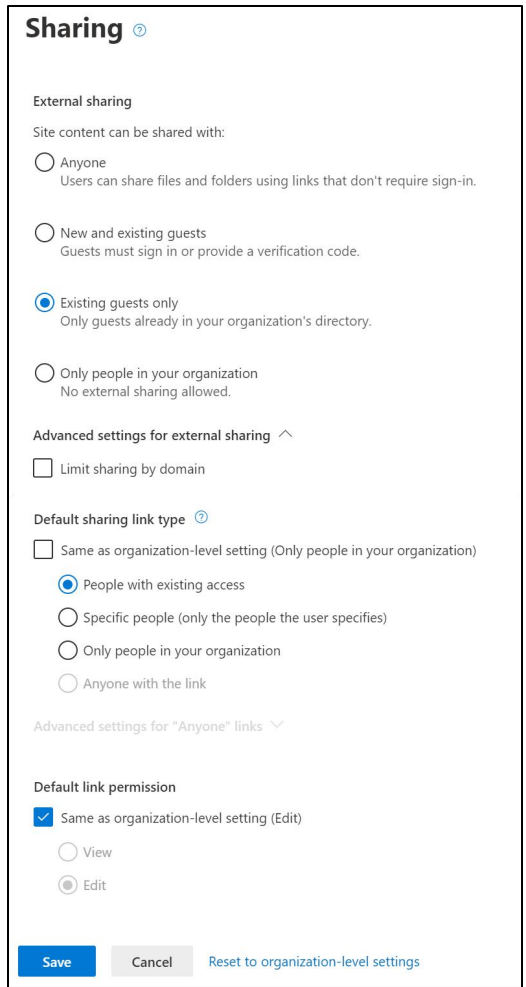 Sharing
External sharing
Site content can be shared with:
Anyone
Users can share files and folders using links that don't require sign-in.
New and existing guests
Guests must sign in or provide a verification code.
Existing guests only
Only guests already in your organization's directory.
Only people in your organization
No external sharing allowed.
Advanced settings for external sharing
Limit sharing by domain
Default sharing link type
Same as organization-level setting (Only people in your organization)
People with existing access
Specific people (only the people the user specifies)
Only people in your organization
Anyone with the link
Advanced settings for "Anyone" links
Default link permission
Same as organization-level setting (Edit)
View
Edit
Save Cancel Reset to organization-level settings